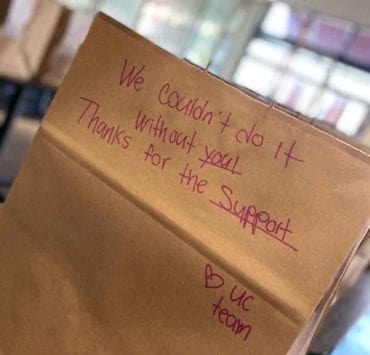 We couldn't do it
without you!
Thanks for the Support
♡ UC
team